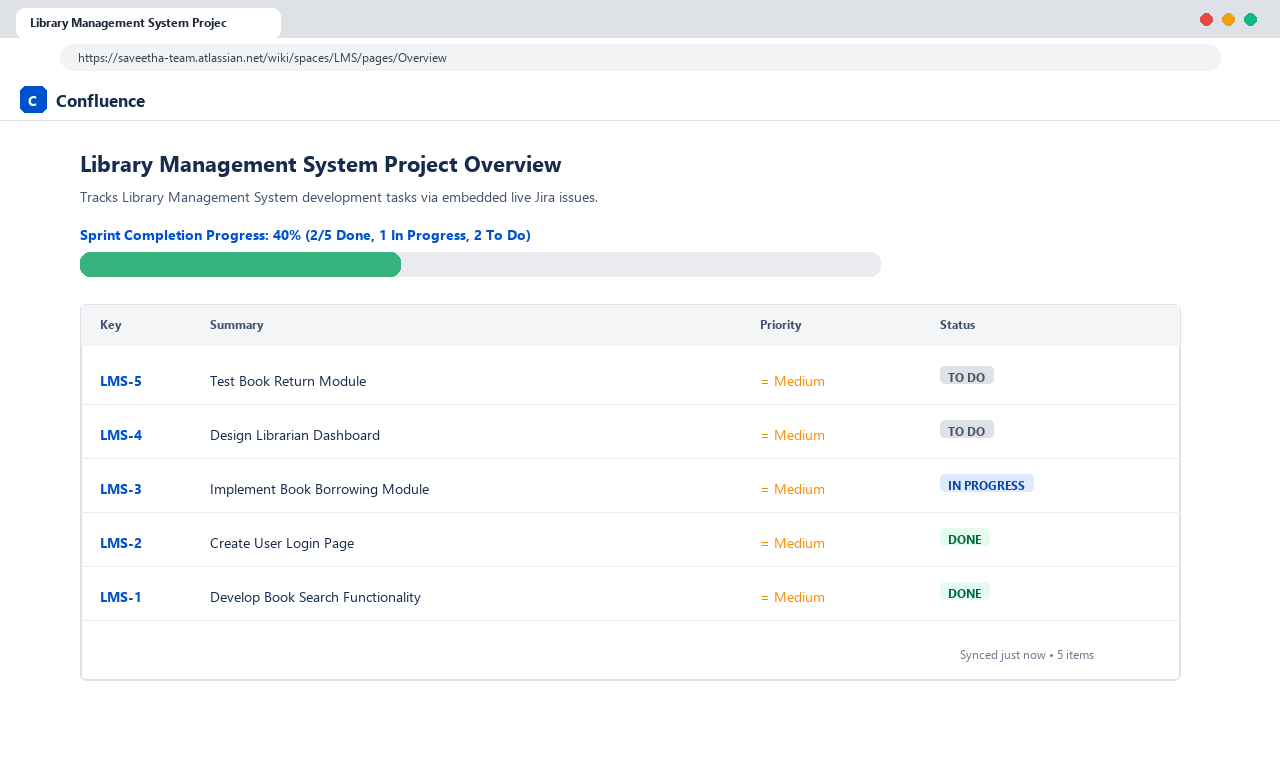 Library Management System Projec
https://saveetha-team.atlassian.net/wiki/spaces/LMS/pages/Overview
C Confluence
Library Management System Project Overview
Tracks Library Management System development tasks via embedded live Jira issues.
Sprint Completion Progress: 40% (2/5 Done, 1 In Progress, 2 To Do)
Key Summary Priority Status
LMS-5 Test Book Return Module = Medium TO DO
LMS-4 Design Librarian Dashboard = Medium TO DO
LMS-3 Implement Book Borrowing Module = Medium IN PROGRESS
LMS-2 Create User Login Page = Medium DONE
LMS-1 Develop Book Search Functionality = Medium DONE
Synced just now • 5 items